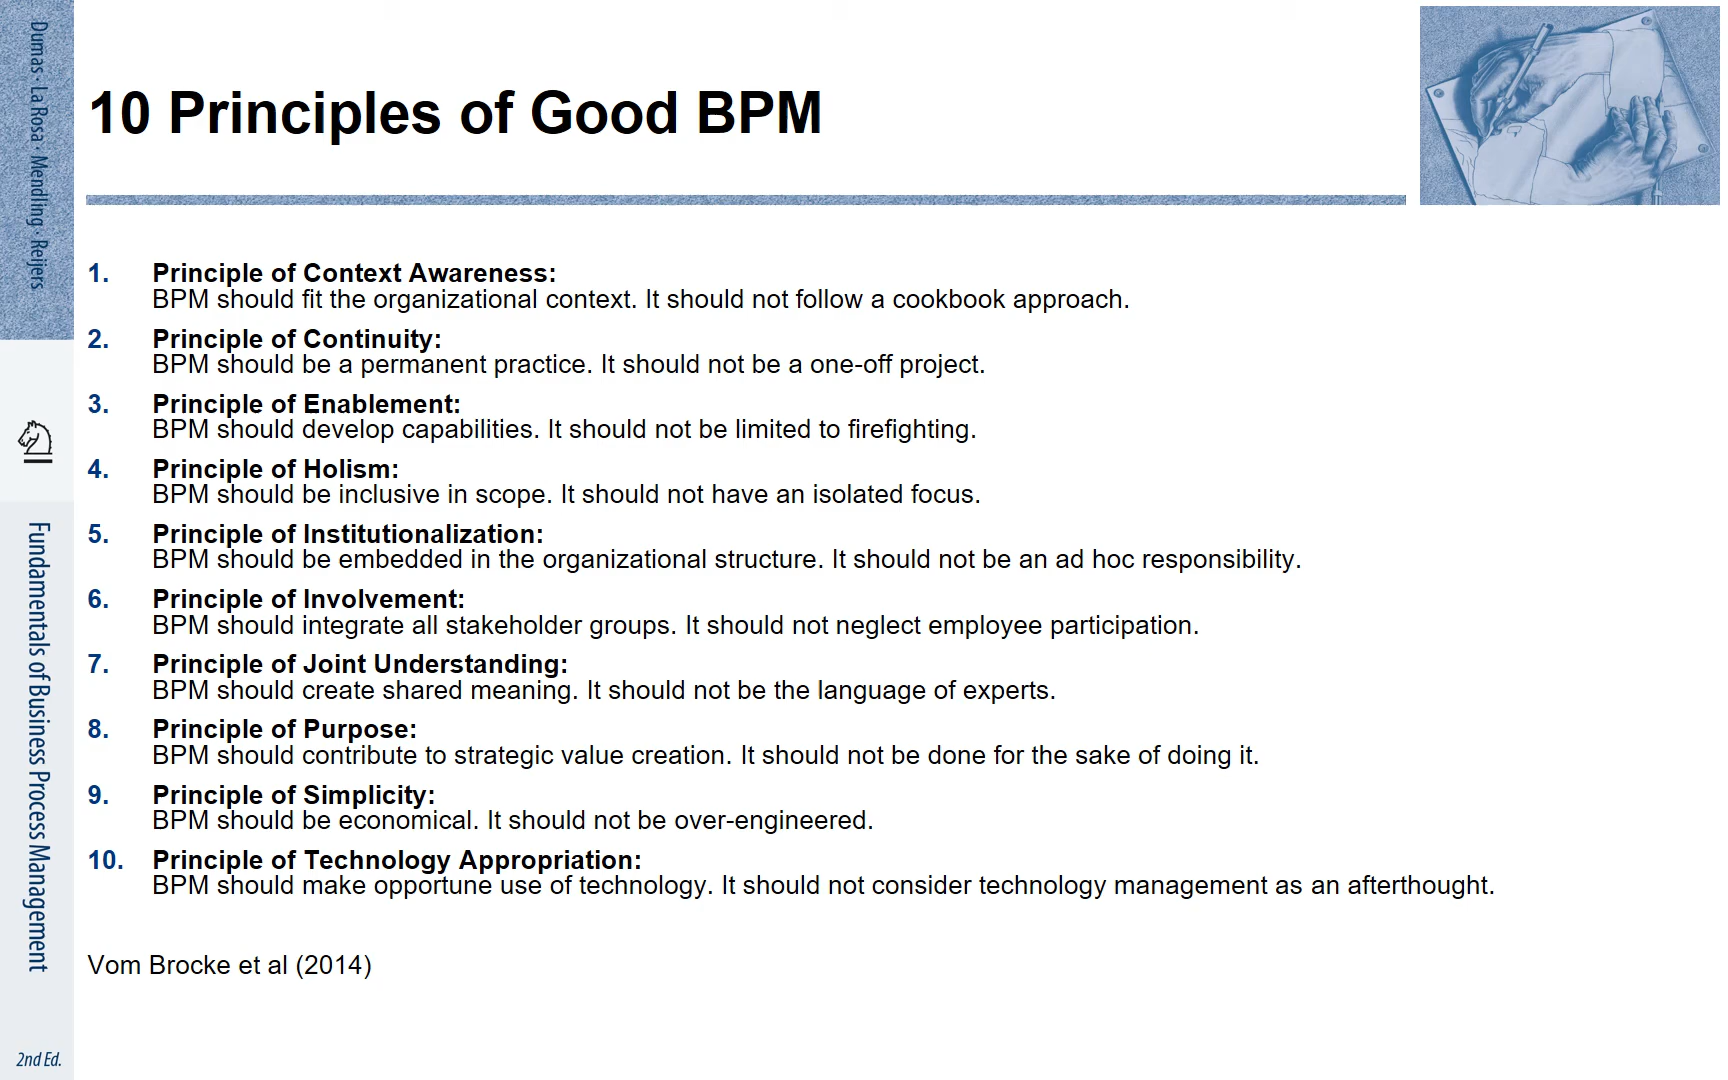 Dumas · La Rosa · Mendling · Reijers
Fundamentals of Business Process Management
2nd Ed.
10 Principles of Good BPM
1. Principle of Context Awareness:
BPM should fit the organizational context. It should not follow a cookbook approach.
2. Principle of Continuity:
BPM should be a permanent practice. It should not be a one-off project.
3. Principle of Enablement:
BPM should develop capabilities. It should not be limited to firefighting.
4. Principle of Holism:
BPM should be inclusive in scope. It should not have an isolated focus.
5. Principle of Institutionalization:
BPM should be embedded in the organizational structure. It should not be an ad hoc responsibility.
6. Principle of Involvement:
BPM should integrate all stakeholder groups. It should not neglect employee participation.
7. Principle of Joint Understanding:
BPM should create shared meaning. It should not be the language of experts.
8. Principle of Purpose:
BPM should contribute to strategic value creation. It should not be done for the sake of doing it.
9. Principle of Simplicity:
BPM should be economical. It should not be over-engineered.
10. Principle of Technology Appropriation:
BPM should make opportune use of technology. It should not consider technology management as an afterthought.
Vom Brocke et al (2014)